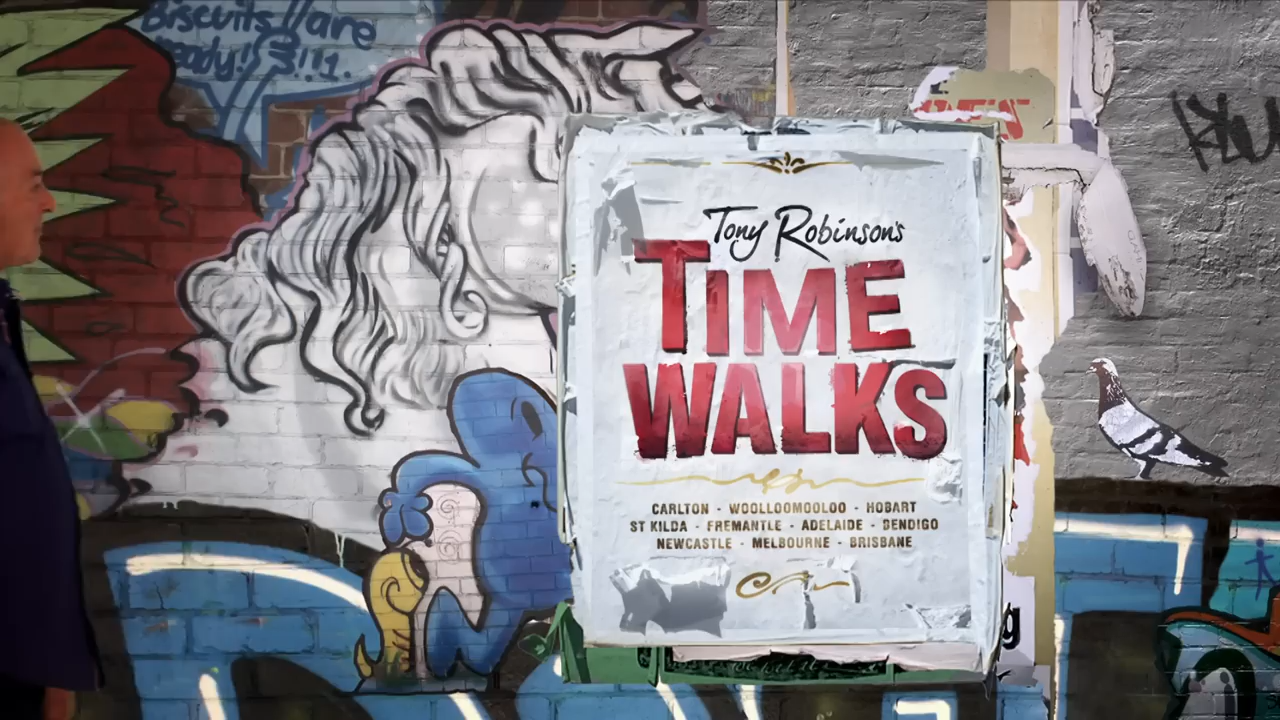 Biscuits are
ready!! 3!!1.
Tony Robinson's
TIME
WALKS
CARLTON - WOOLLOOMOOLOO - HOBART
ST KILDA - FREMANTLE - ADELAIDE - BENDIGO
NEWCASTLE - MELBOURNE - BRISBANE